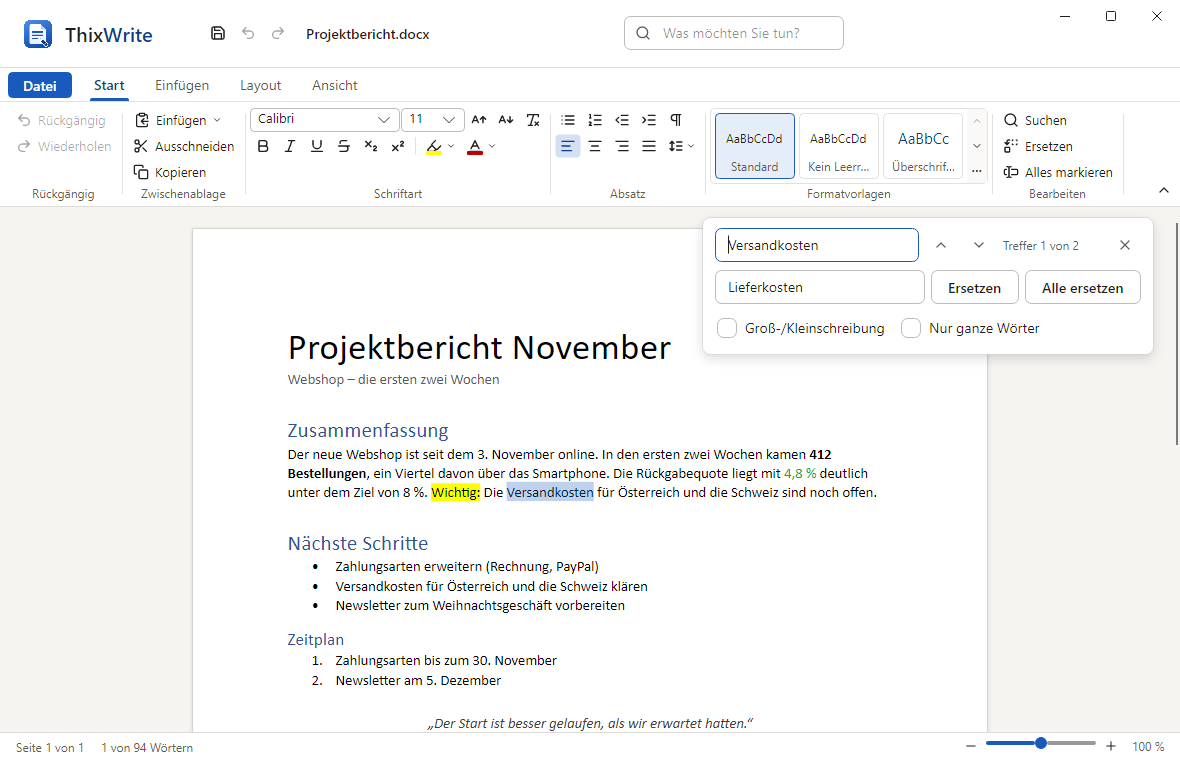 ThixWrite
Projektbericht.docx
Was möchten Sie tun?
Datei Start Einfügen Layout Ansicht
Rückgängig
Wiederholen
Rückgängig
Einfügen
Ausschneiden
Kopieren
Zwischenablage
Calibri 11
Schriftart
Absatz
AaBbCcDd AaBbCcDd AaBbCc
Standard Kein Leerr... Überschrif...
Formatvorlagen
Suchen
Ersetzen
Alles markieren
Bearbeiten
Versandkosten Treffer 1 von 2
Lieferkosten Ersetzen Alle ersetzen
Groß-/Kleinschreibung Nur ganze Wörter
Projektbericht November
Webshop – die ersten zwei Wochen
Zusammenfassung
Der neue Webshop ist seit dem 3. November online. In den ersten zwei Wochen kamen 412
Bestellungen, ein Viertel davon über das Smartphone. Die Rückgabequote liegt mit 4,8 % deutlich
unter dem Ziel von 8 %. Wichtig: Die Versandkosten für Österreich und die Schweiz sind noch offen.
Nächste Schritte
• Zahlungsarten erweitern (Rechnung, PayPal)
• Versandkosten für Österreich und die Schweiz klären
• Newsletter zum Weihnachtsgeschäft vorbereiten
Zeitplan
1. Zahlungsarten bis zum 30. November
2. Newsletter am 5. Dezember
„Der Start ist besser gelaufen, als wir erwartet hatten.“
Seite 1 von 1 1 von 94 Wörtern 100 %